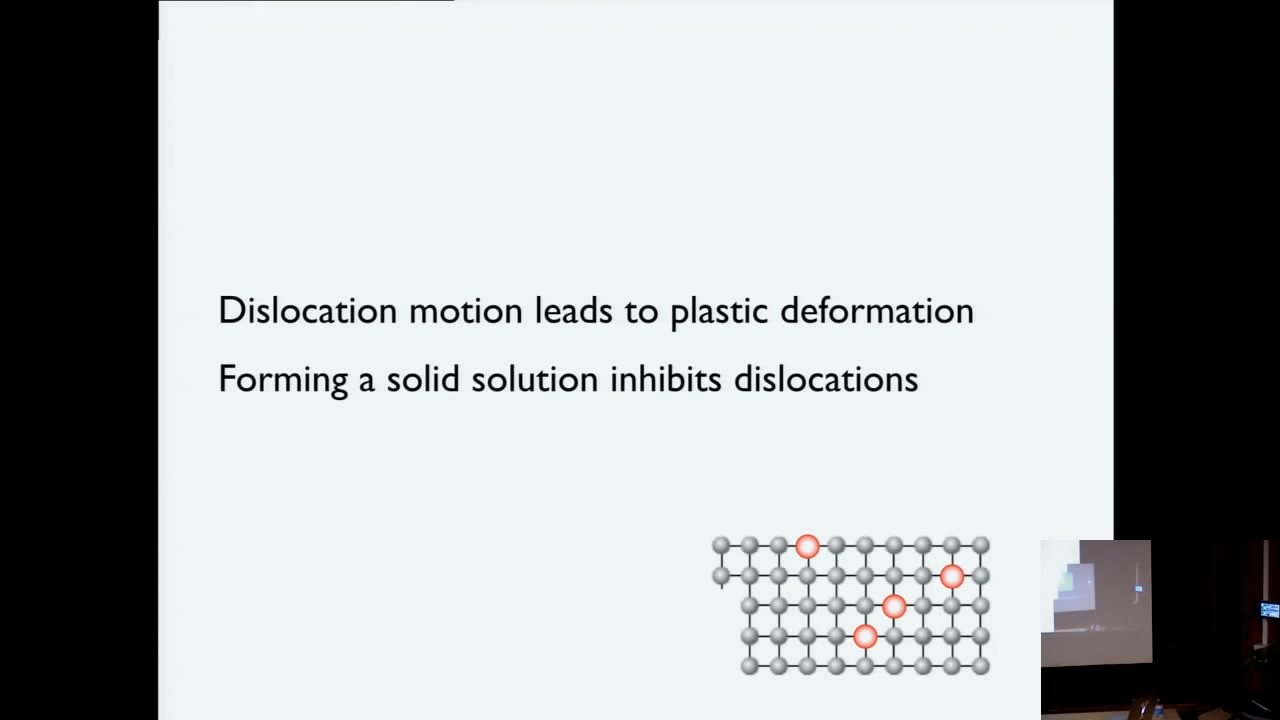 Dislocation motion leads to plastic deformation
Forming a solid solution inhibits dislocations